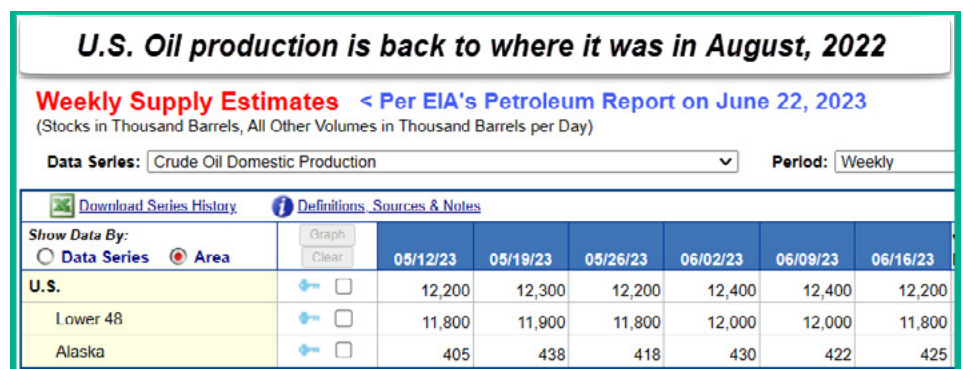 U.S. Oil production is back to where it was in August, 2022
Weekly Supply Estimates < Per EIA's Petroleum Report on June 22, 2023
(Stocks in Thousand Barrels, All Other Volumes in Thousand Barrels per Day)
Data Series: Crude Oil Domestic Production Period: Weekly
Download Series History Definitions, Sources & Notes
Show Data By:
Data Series Area
Graph
Clear
05/12/23 05/19/23 05/26/23 06/02/23 06/09/23 06/16/23
U.S. 12,200 12,300 12,200 12,400 12,400 12,200
Lower 48 11,800 11,900 11,800 12,000 12,000 11,800
Alaska 405 438 418 430 422 425